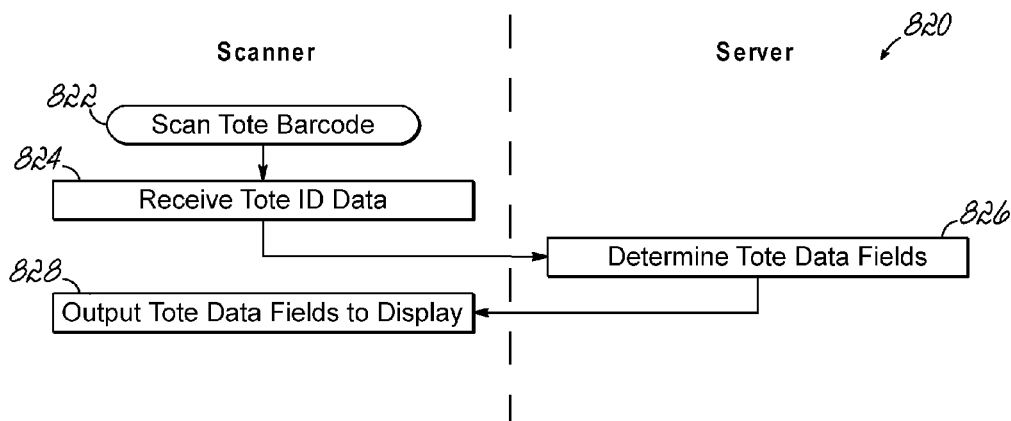 820
Scanner
Server
822
Scan Tote Barcode
824
Receive Tote ID Data
826
Determine Tote Data Fields
828
Output Tote Data Fields to Display